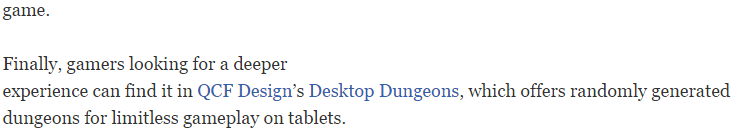 game.
Finally, gamers looking for a deeper
experience can find it in QCF Design's Desktop Dungeons, which offers randomly generated
dungeons for limitless gameplay on tablets.